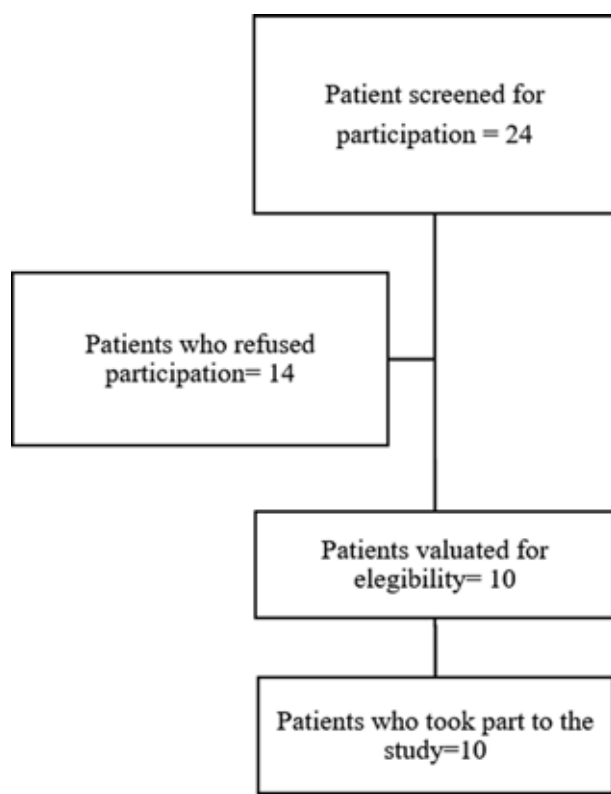 Patient screened for
participation = 24
Patients who refused
participation= 14
Patients valuated for
elegibility= 10
Patients who took part to the
study=10